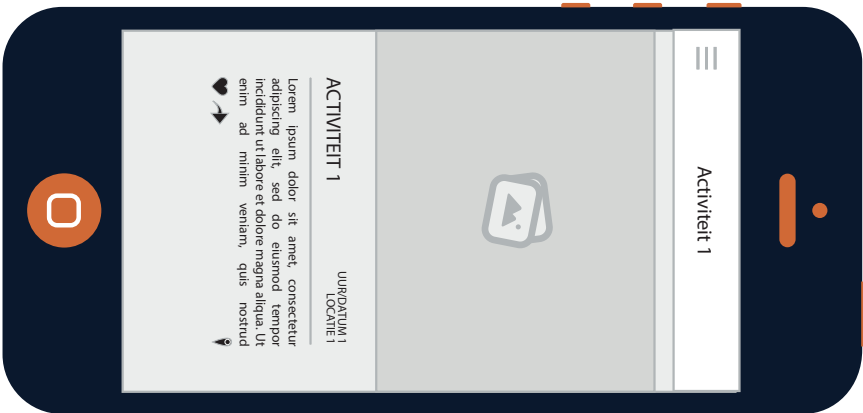 Activiteit 1
ACTIVITEIT 1
UUR/DATUM 1
LOCATIE 1
Lorem ipsum dolor sit amet, consectetur
adipiscing elit, sed do eiusmod tempor
incididunt ut labore et dolore magna aliqua. Ut
enim ad minim veniam, quis nostrud